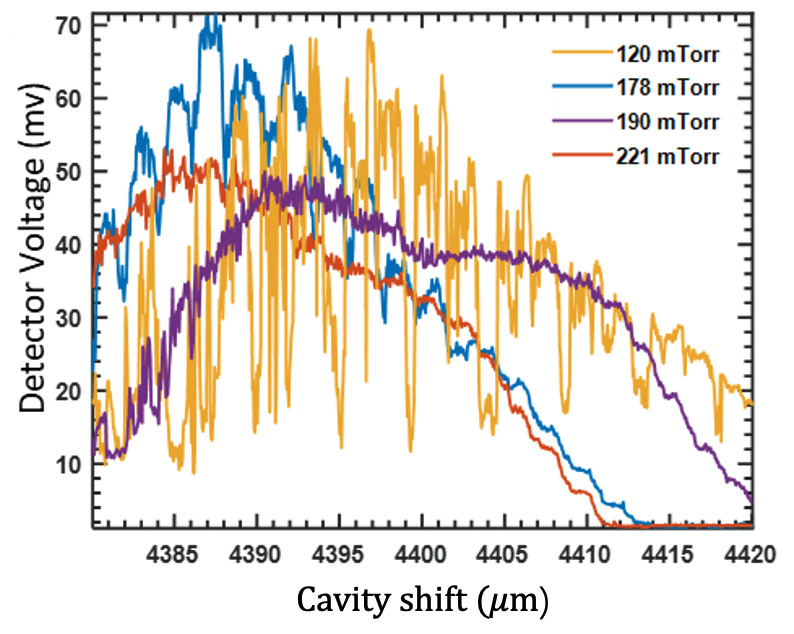 Detector Voltage (mv)
70
60
50
40
30
20
10
120 mTorr
178 mTorr
190 mTorr
221 mTorr
4385 4390 4395 4400 4405 4410 4415 4420
Cavity shift (μm)